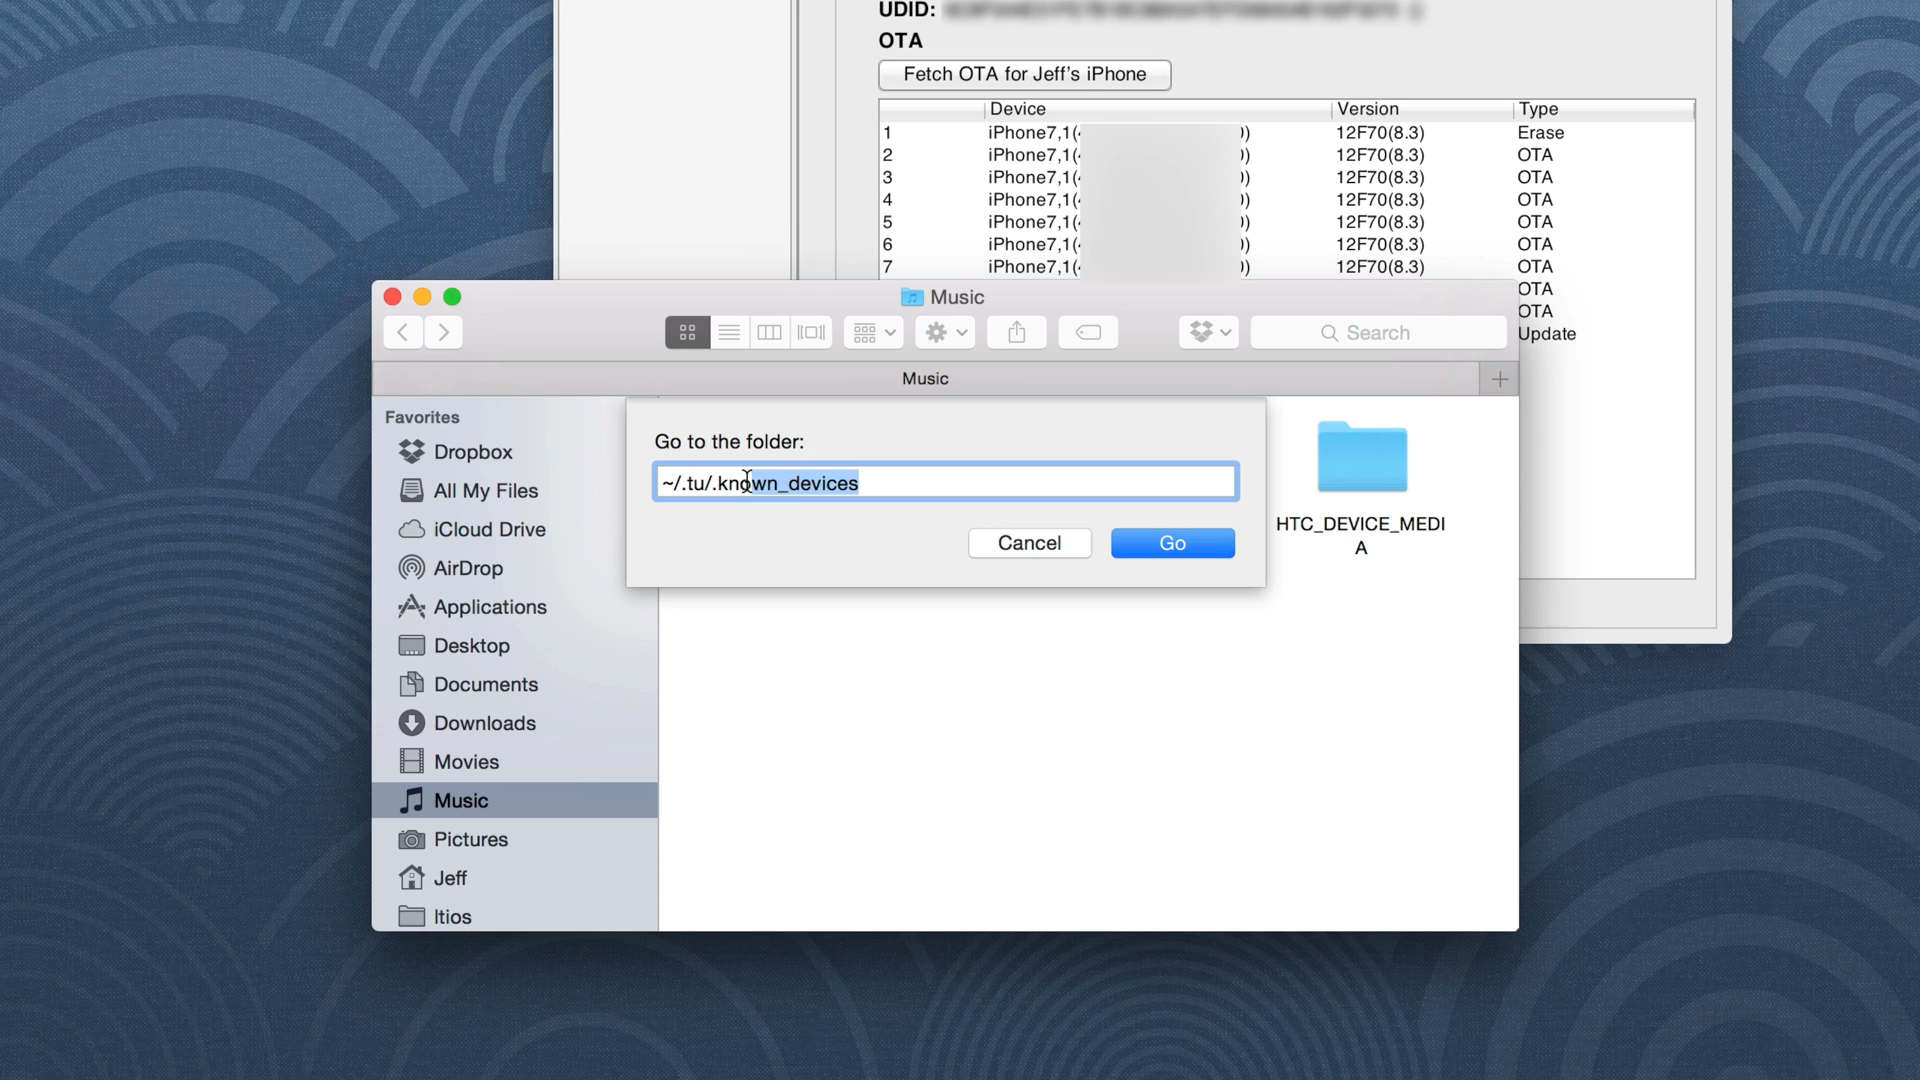 UDID:
OTA
Fetch OTA for Jeff's iPhone
Device Version Type
1 iPhone7,1( )) 12F70(8.3) Erase
2 iPhone7,1( )) 12F70(8.3) OTA
3 iPhone7,1( )) 12F70(8.3) OTA
4 iPhone7,1( )) 12F70(8.3) OTA
5 iPhone7,1( )) 12F70(8.3) OTA
6 iPhone7,1( )) 12F70(8.3) OTA
7 iPhone7,1( )) 12F70(8.3) OTA
OTA
OTA
Update
Music
Search
Music
Favorites
Dropbox
All My Files
iCloud Drive
AirDrop
Applications
Desktop
Documents
Downloads
Movies
Music
Pictures
Jeff
ltios
Go to the folder:
~/.tu/.known_devices
Cancel
Go
HTC_DEVICE_MEDI
A